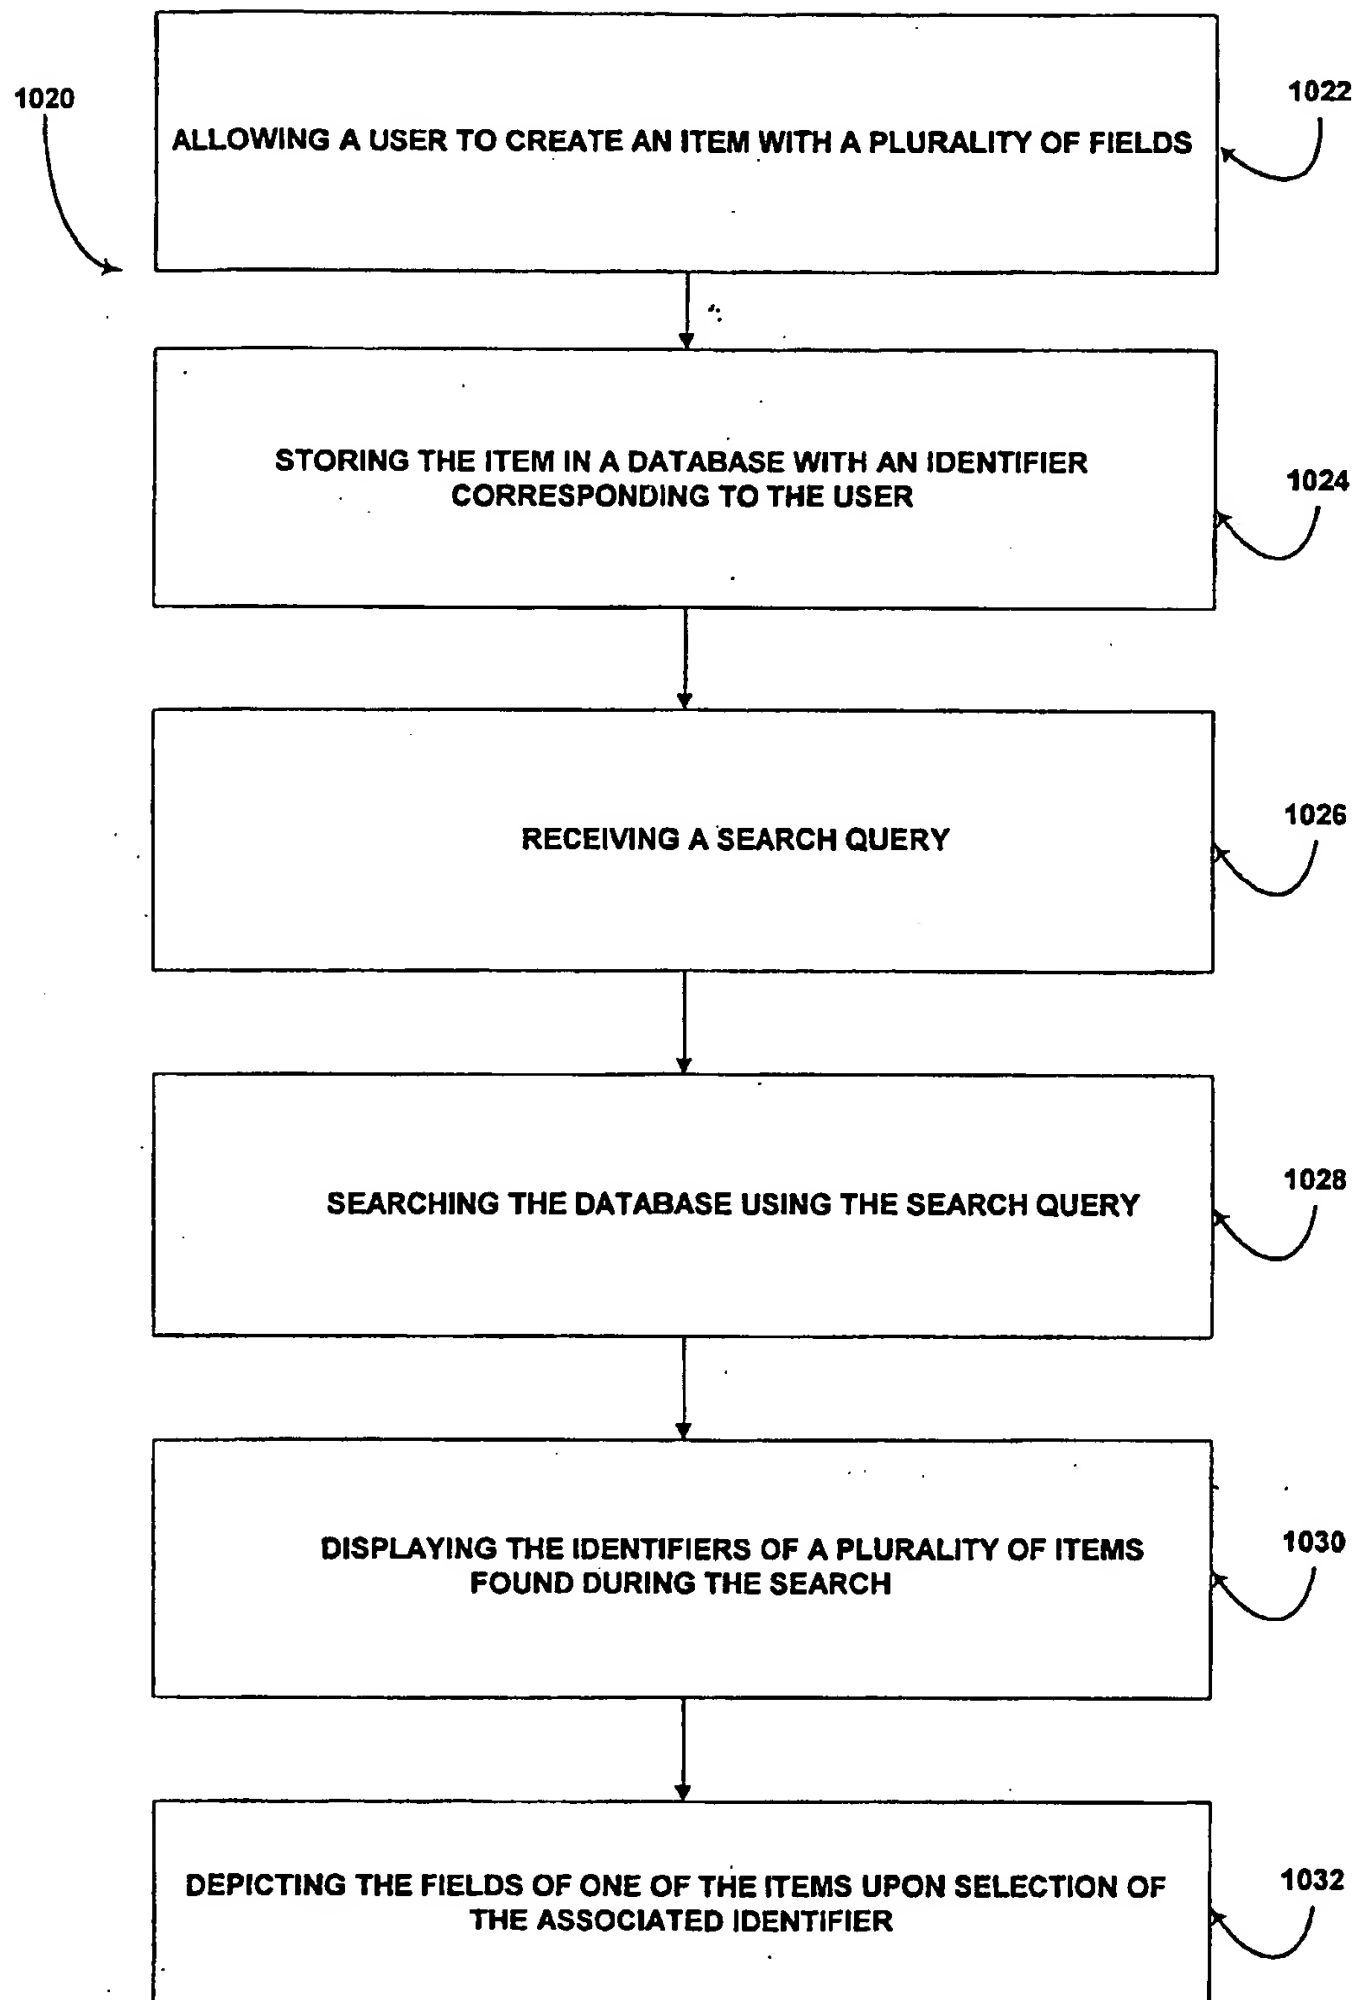 1020
1022
ALLOWING A USER TO CREATE AN ITEM WITH A PLURALITY OF FIELDS
STORING THE ITEM IN A DATABASE WITH AN IDENTIFIER
CORRESPONDING TO THE USER
1024
RECEIVING A SEARCH QUERY
1026
SEARCHING THE DATABASE USING THE SEARCH QUERY
1028
DISPLAYING THE IDENTIFIERS OF A PLURALITY OF ITEMS
FOUND DURING THE SEARCH
1030
DEPICTING THE FIELDS OF ONE OF THE ITEMS UPON SELECTION OF
THE ASSOCIATED IDENTIFIER
1032